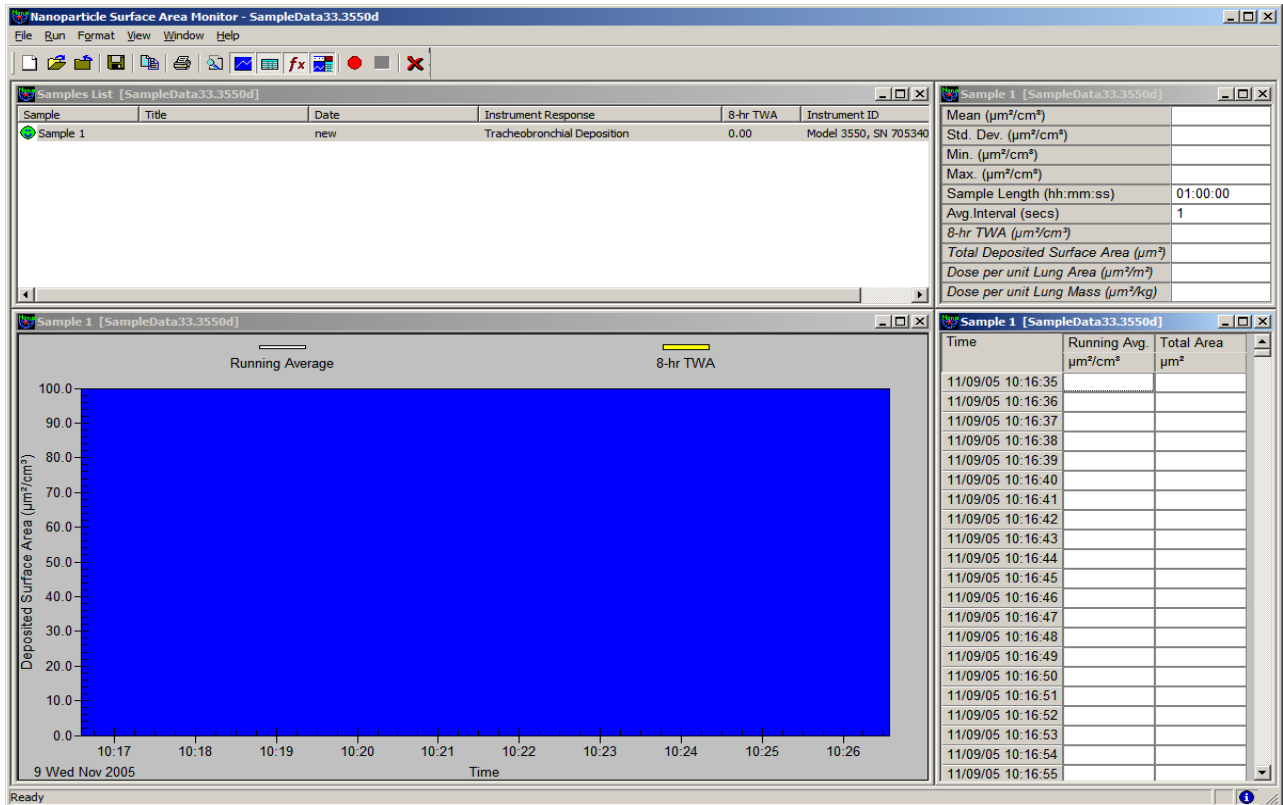 Nanoparticle Surface Area Monitor - SampleData33.3550d
File Run Format View Window Help
Samples List [SampleData33.3550d]
Sample Title Date Instrument Response 8-hr TWA Instrument ID
Sample 1 new Tracheobronchial Deposition 0.00 Model 3550, SN 705340
Sample 1 [SampleData33.3550d]
Mean (µm²/cm³)
Std. Dev. (µm²/cm³)
Min. (µm²/cm³)
Max. (µm²/cm³)
Sample Length (hh:mm:ss) 01:00:00
Avg.Interval (secs) 1
8-hr TWA (µm²/cm³)
Total Deposited Surface Area (µm²)
Dose per unit Lung Area (µm²/m²)
Dose per unit Lung Mass (µm²/kg)
Sample 1 [SampleData33.3550d]
Running Average 8-hr TWA
Deposited Surface Area (µm²/cm³)
100.0
90.0
80.0
70.0
60.0
50.0
40.0
30.0
20.0
10.0
0.0
10:17 10:18 10:19 10:20 10:21 10:22 10:23 10:24 10:25 10:26
9 Wed Nov 2005 Time
Sample 1 [SampleData33.3550d]
Time Running Avg. Total Area
µm²/cm³ µm²
11/09/05 10:16:35
11/09/05 10:16:36
11/09/05 10:16:37
11/09/05 10:16:38
11/09/05 10:16:39
11/09/05 10:16:40
11/09/05 10:16:41
11/09/05 10:16:42
11/09/05 10:16:43
11/09/05 10:16:44
11/09/05 10:16:45
11/09/05 10:16:46
11/09/05 10:16:47
11/09/05 10:16:48
11/09/05 10:16:49
11/09/05 10:16:50
11/09/05 10:16:51
11/09/05 10:16:52
11/09/05 10:16:53
11/09/05 10:16:54
11/09/05 10:16:55
Ready